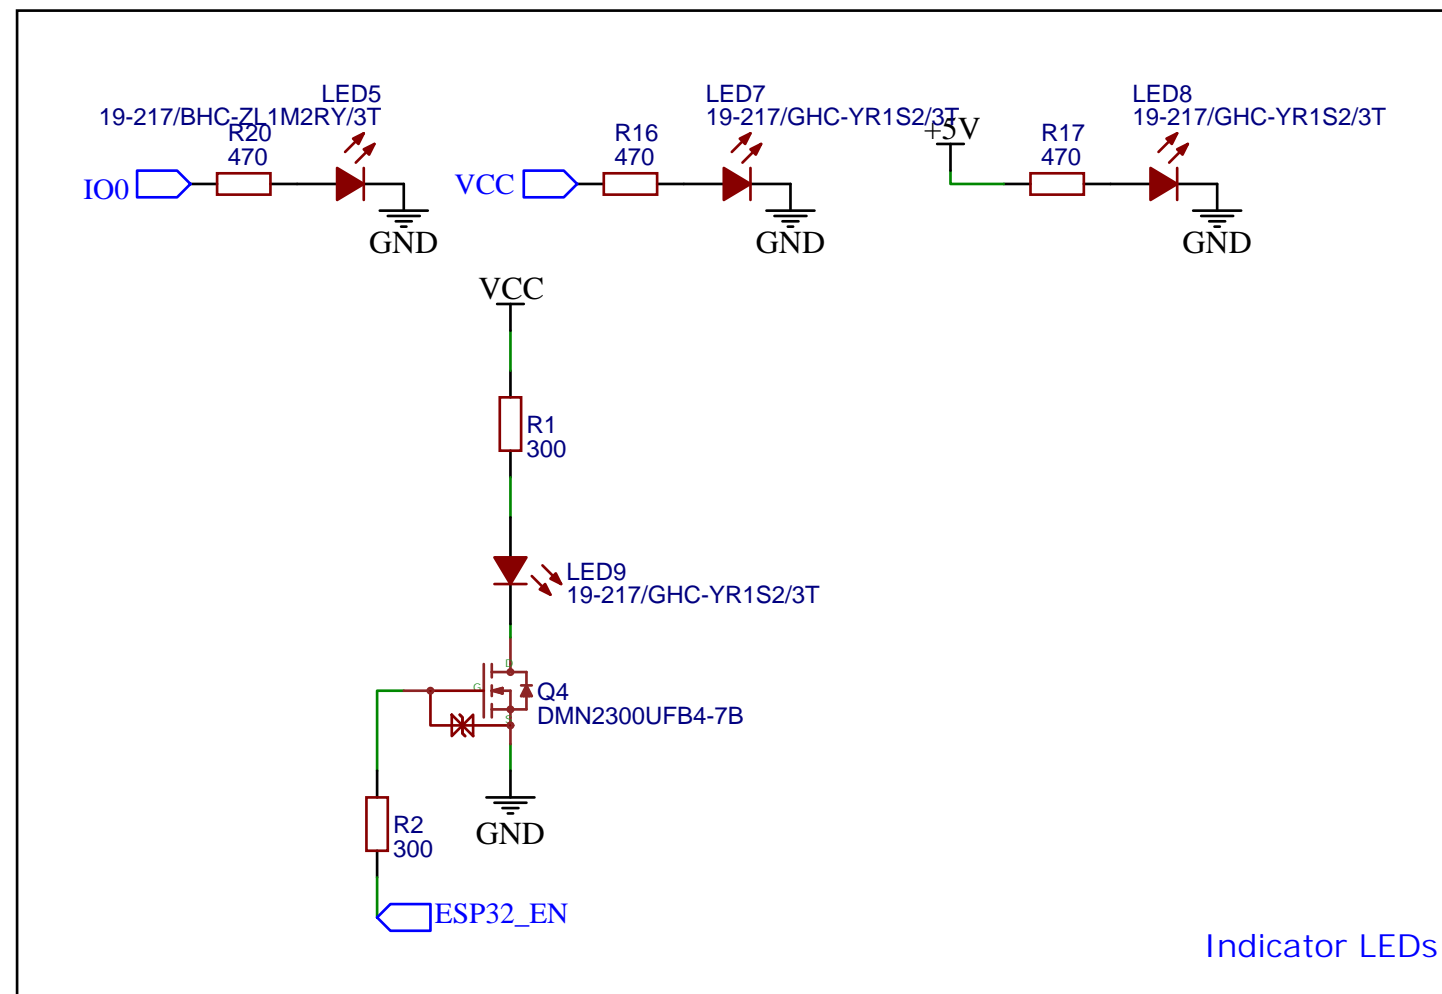 LED5
19-217/BHC-ZL1M2RY/3T
R20
470
IO0
GND
LED7
19-217/GHC-YR1S2/3T
R16
470
VCC
GND
LED8
19-217/GHC-YR1S2/3T
+5V
R17
470
GND
VCC
R1
300
LED9
19-217/GHC-YR1S2/3T
D
G
S
Q4
DMN2300UFB4-7B
GND
R2
300
ESP32_EN
Indicator LEDs